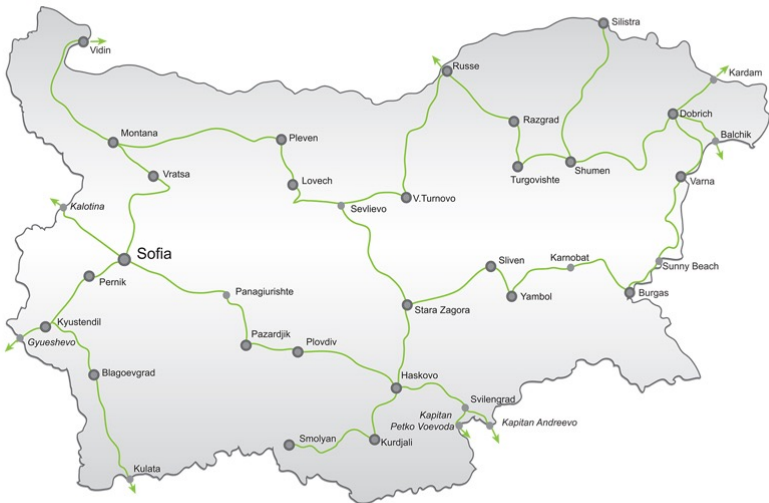 Silistra
Vidin
Russe
Kardam
Razgrad
Dobrich
Montana
Pleven
Balchik
Vratsa
Turgovishte
Shumen
Varna
Lovech
V.Turnovo
Kalotina
Sevlievo
Sofia
Sliven
Karnobat
Sunny Beach
Pernik
Panagiurishte
Yambol
Burgas
Stara Zagora
Kyustendil
Gyueshevo
Pazardjik
Plovdiv
Blagoevgrad
Haskovo
Svilengrad
Kapitan
Petko Voevoda
Kapitan Andreevo
Smolyan
Kurdjali
Kulata